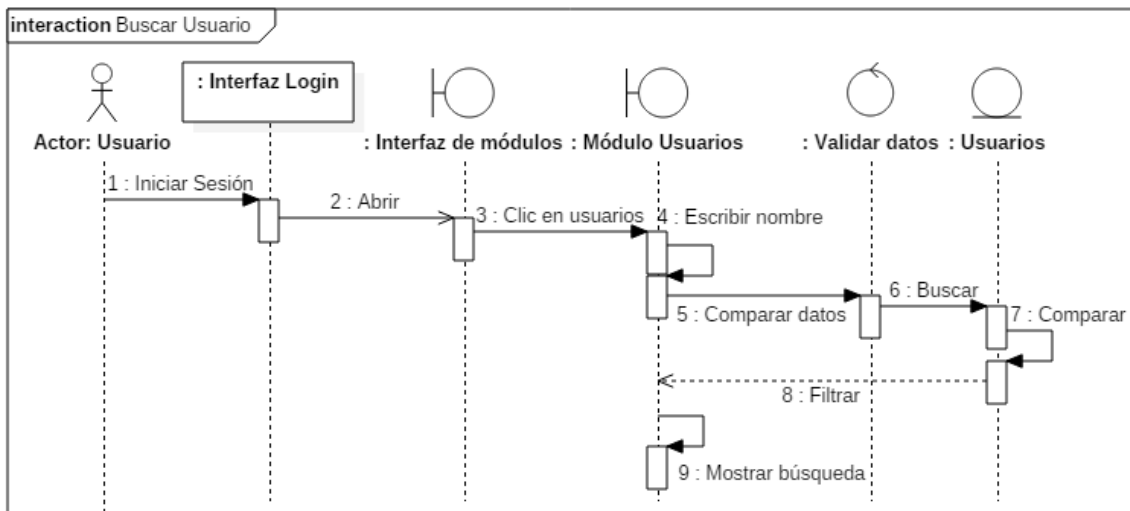 interaction Buscar Usuario
: Interfaz Login
Actor: Usuario
: Interfaz de módulos
: Módulo Usuarios
: Validar datos
: Usuarios
1 : Iniciar Sesión
2 : Abrir
3 : Clic en usuarios
4 : Escribir nombre
5 : Comparar datos
6 : Buscar
7 : Comparar
8 : Filtrar
9 : Mostrar búsqueda